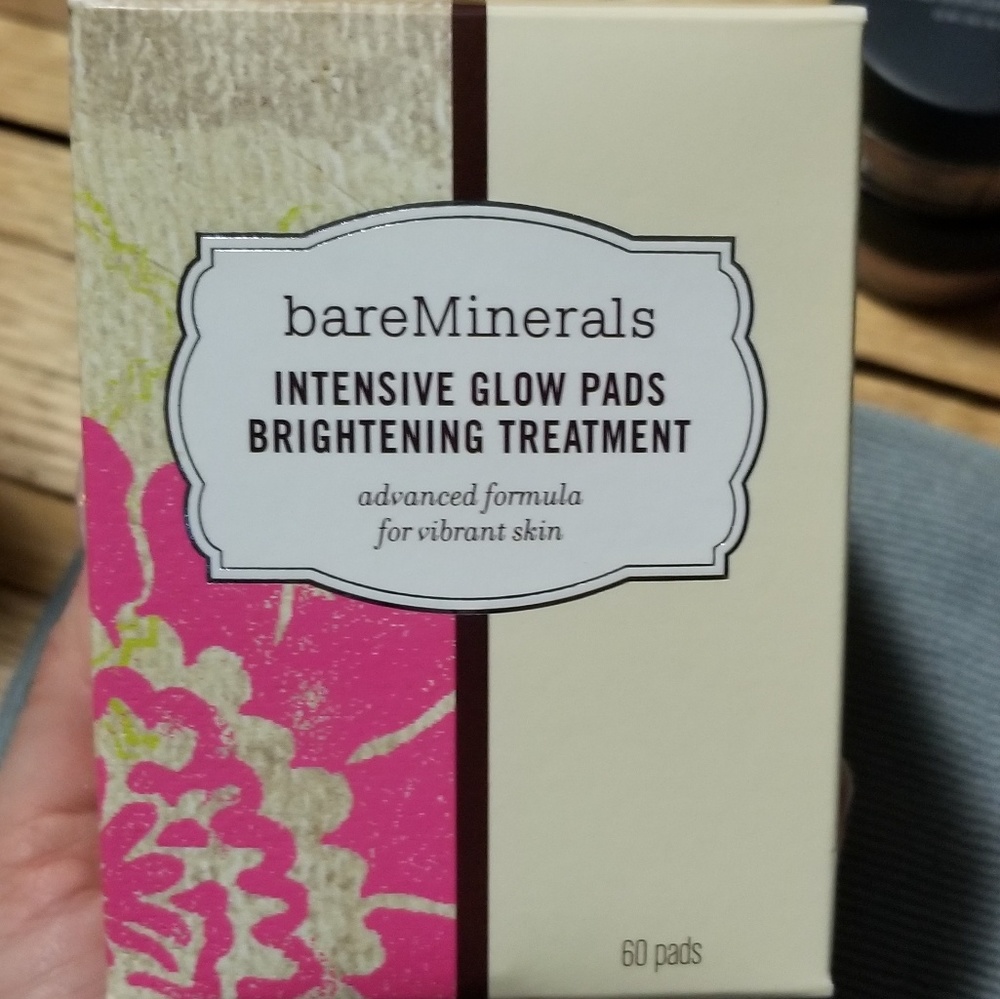 bareMinerals
INTENSIVE GLOW PADS
BRIGHTENING TREATMENT
advanced formula
for vibrant skin
60 pads